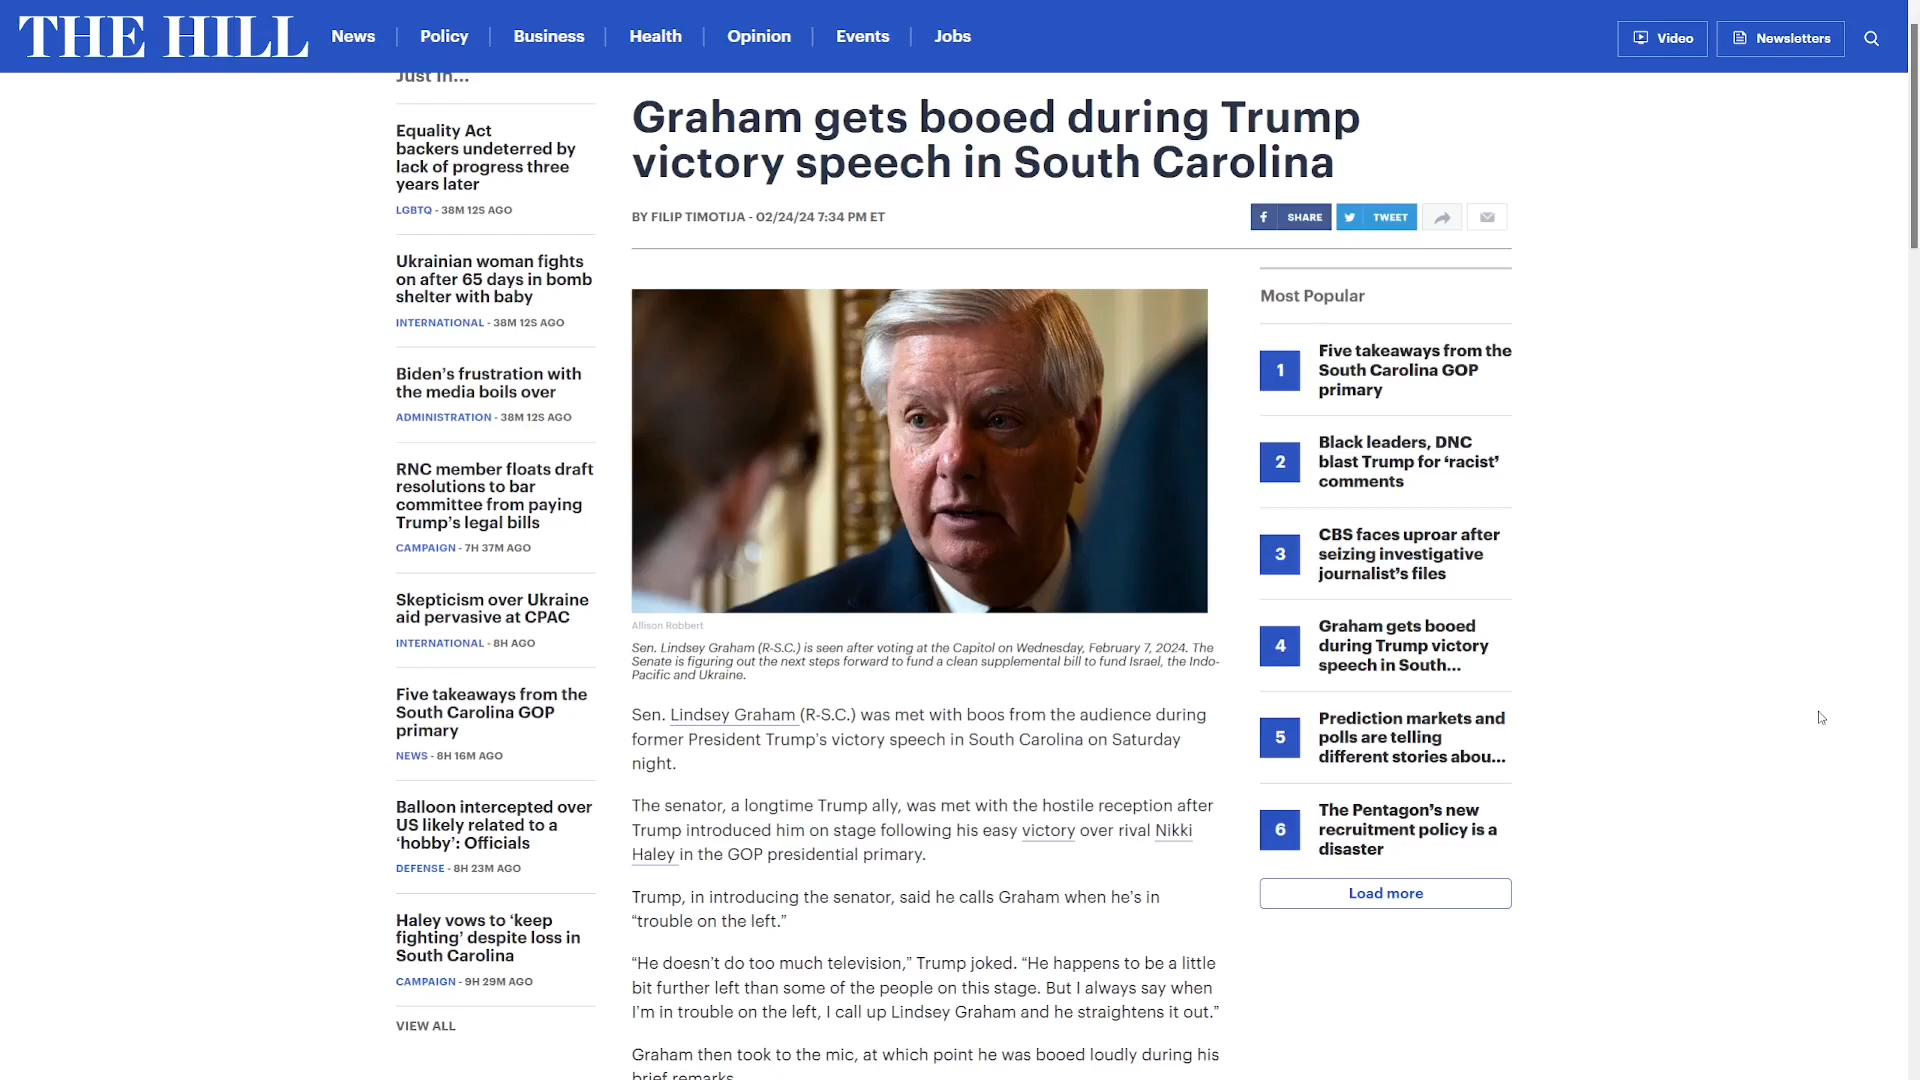 THE HILL
News
Policy
Business
Health
Opinion
Events
Jobs
Video
Newsletters
Just In...
Equality Act
backers undeterred by
lack of progress three
years later
LGBTQ - 38M 12S AGO
Ukrainian woman fights
on after 65 days in bomb
shelter with baby
INTERNATIONAL - 38M 12S AGO
Biden’s frustration with
the media boils over
ADMINISTRATION - 38M 12S AGO
RNC member floats draft
resolutions to bar
committee from paying
Trump’s legal bills
CAMPAIGN - 7H 37M AGO
Skepticism over Ukraine
aid pervasive at CPAC
INTERNATIONAL - 8H AGO
Five takeaways from the
South Carolina GOP
primary
NEWS - 8H 16M AGO
Balloon intercepted over
US likely related to a
‘hobby’: Officials
DEFENSE - 8H 23M AGO
Haley vows to ‘keep
fighting’ despite loss in
South Carolina
CAMPAIGN - 9H 29M AGO
VIEW ALL
Graham gets booed during Trump
victory speech in South Carolina
BY FILIP TIMOTIJA - 02/24/24 7:34 PM ET
SHARE
TWEET
Allison Robbert
Sen. Lindsey Graham (R-S.C.) is seen after voting at the Capitol on Wednesday, February 7, 2024. The
Senate is figuring out the next steps forward to fund a clean supplemental bill to fund Israel, the Indo-
Pacific and Ukraine.
Sen. Lindsey Graham (R-S.C.) was met with boos from the audience during
former President Trump’s victory speech in South Carolina on Saturday
night.
The senator, a longtime Trump ally, was met with the hostile reception after
Trump introduced him on stage following his easy victory over rival Nikki
Haley in the GOP presidential primary.
Trump, in introducing the senator, said he calls Graham when he’s in
“trouble on the left.”
“He doesn’t do too much television,” Trump joked. “He happens to be a little
bit further left than some of the people on this stage. But I always say when
I’m in trouble on the left, I call up Lindsey Graham and he straightens it out.”
Graham then took to the mic, at which point he was booed loudly during his
brief remarks.
Most Popular
1
Five takeaways from the
South Carolina GOP
primary
2
Black leaders, DNC
blast Trump for ‘racist’
comments
3
CBS faces uproar after
seizing investigative
journalist’s files
4
Graham gets booed
during Trump victory
speech in South...
5
Prediction markets and
polls are telling
different stories abou...
6
The Pentagon’s new
recruitment policy is a
disaster
Load more